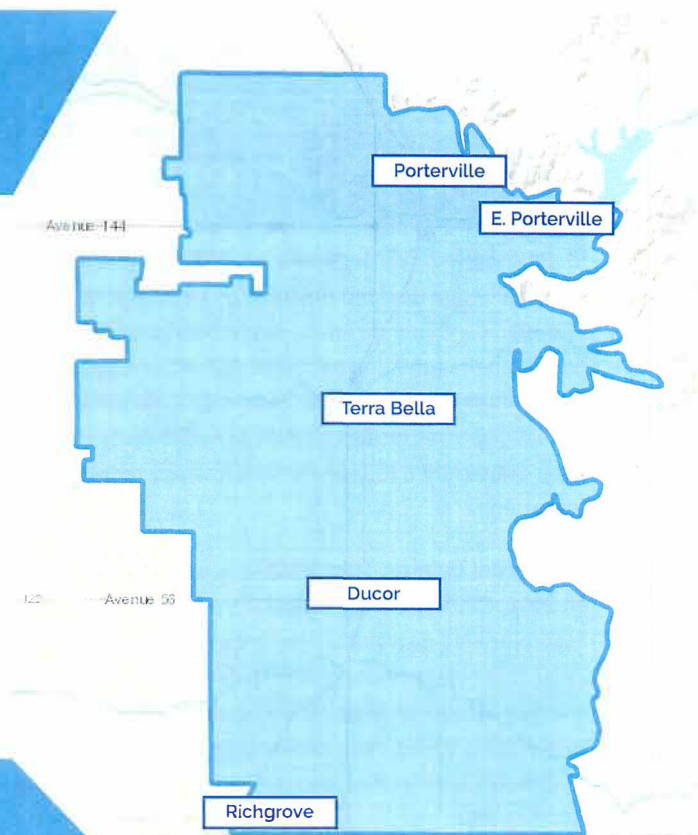 Porterville
E. Porterville
Avenue 144
Terra Bella
Ducor
Avenue 56
Richgrove